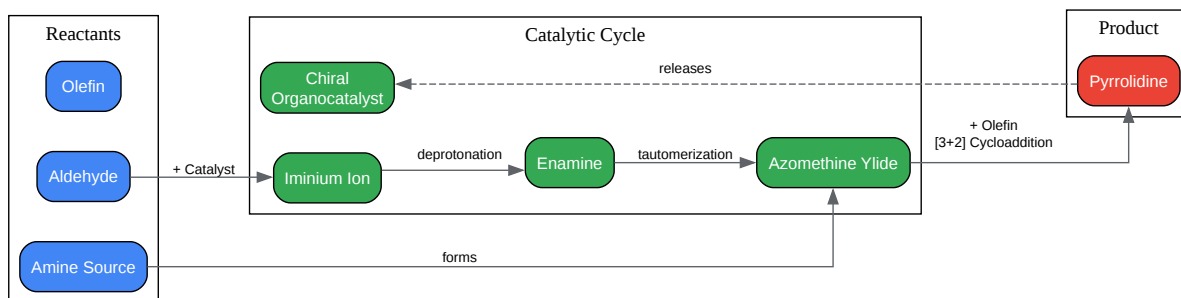 Reactants
Catalytic Cycle
Product
Olefin
Chiral
Organocatalyst
releases
Pyrrolidine
+ Olefin
[3+2] Cycloaddition
Aldehyde
+ Catalyst
Iminium Ion
deprotonation
Enamine
tautomerization
Azomethine Ylide
Amine Source
forms